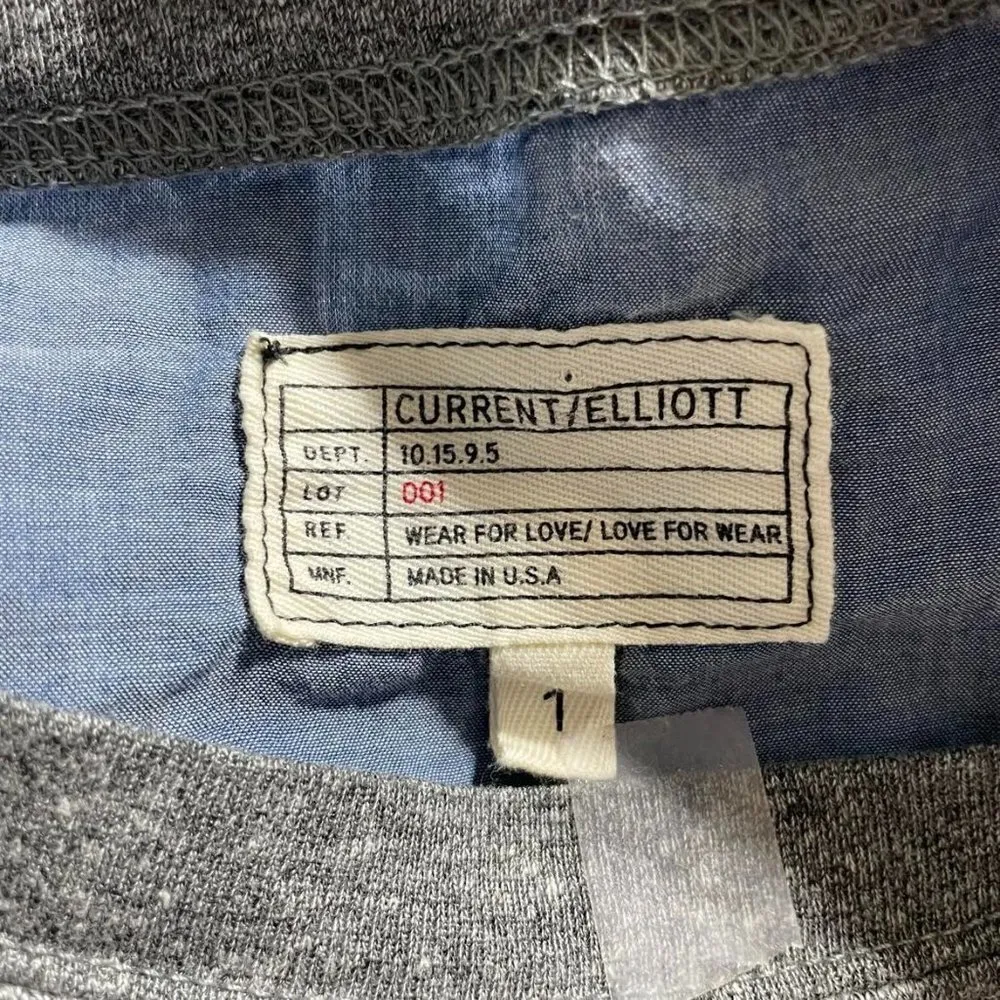 CURRENT/ELLIOTT
DEPT. 10.15.9.5
LOT 001
REF WEAR FOR LOVE/ LOVE FOR WEAR
MNF. MADE IN U.S.A
1